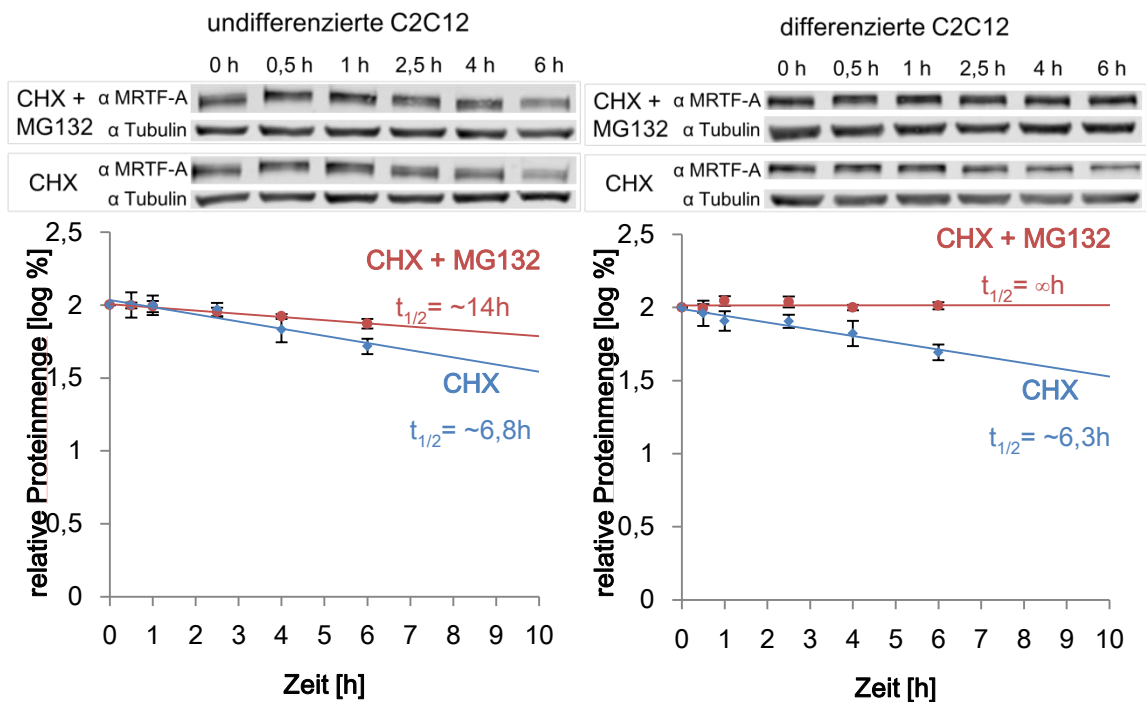 undifferenzierte C2C12
0 h 0,5 h 1 h 2,5 h 4 h 6 h
CHX + MG132
α MRTF-A
α Tubulin
CHX
α MRTF-A
α Tubulin
differenzierte C2C12
0 h 0,5 h 1 h 2,5 h 4 h 6 h
CHX + MG132
α MRTF-A
α Tubulin
CHX
α MRTF-A
α Tubulin
relative Proteinmenge [log %]
2,5
2
1,5
1
0,5
0
CHX + MG132
t1/2= ~14h
CHX
t1/2= ~6,8h
0 1 2 3 4 5 6 7 8 9 10
Zeit [h]
relative Proteinmenge [log %]
2,5
2
1,5
1
0,5
0
CHX + MG132
t1/2= ∞h
CHX
t1/2= ~6,3h
0 1 2 3 4 5 6 7 8 9 10
Zeit [h]